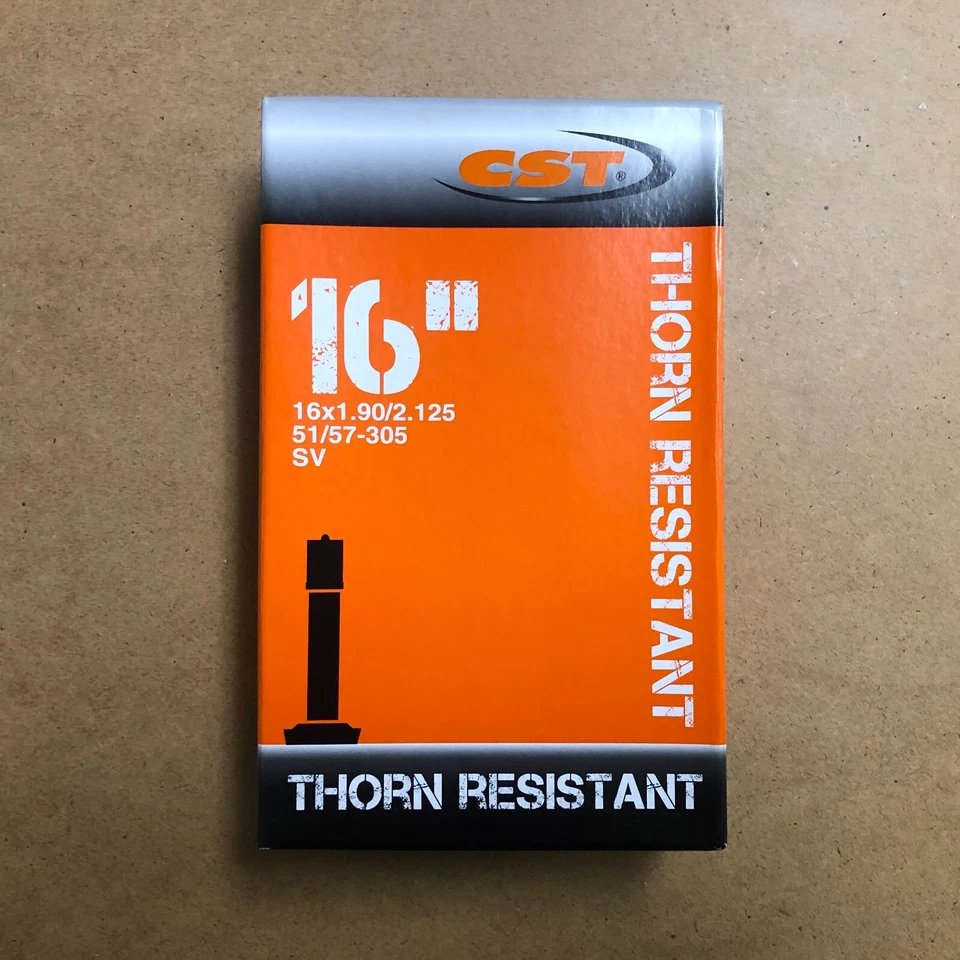 CST®
16"
16x1.90/2.125
51/57-305
SV
THORN RESISTANT
THORN RESISTANT